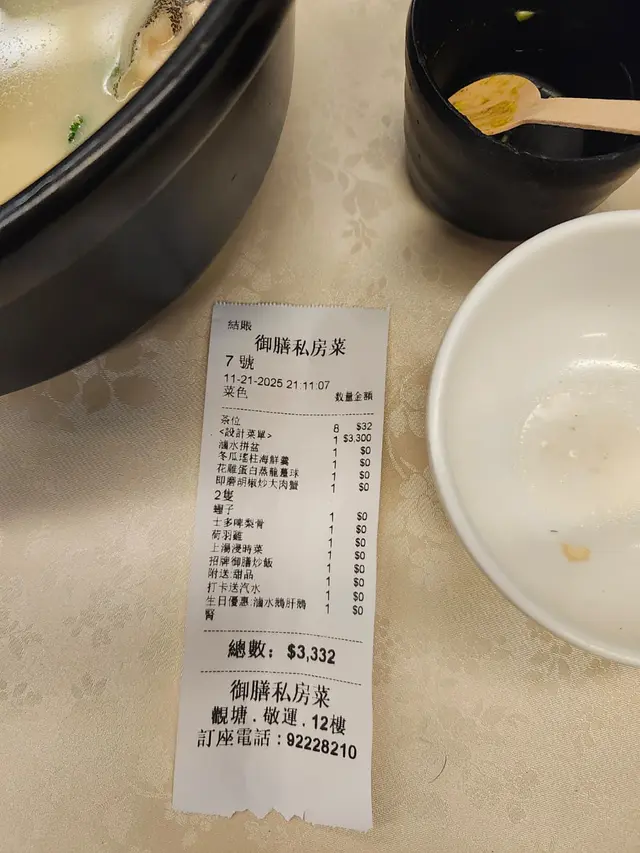 結賬
御膳私房菜
7 號
11-21-2025 21:11:07
菜色 數量金額
茶位 8 $32
<設計菜單> 1 $3,300
滷水拼盆 1 $0
冬瓜瑤柱海鮮羹 1 $0
花雕蛋白蒸龍躉球 1 $0
即磨胡椒炒大肉蟹 1 $0
2隻
蟶子 1 $0
士多啤梨骨 1 $0
荷羽雞 1 $0
上湯浸時菜 1 $0
招牌御膳炒飯 1 $0
附送:甜品 1 $0
打卡送汽水 1 $0
生日優惠:滷水鵝肝鵝 1 $0
腎
總數: $3,332
御膳私房菜
觀塘．敬運．12樓
訂座電話：92228210